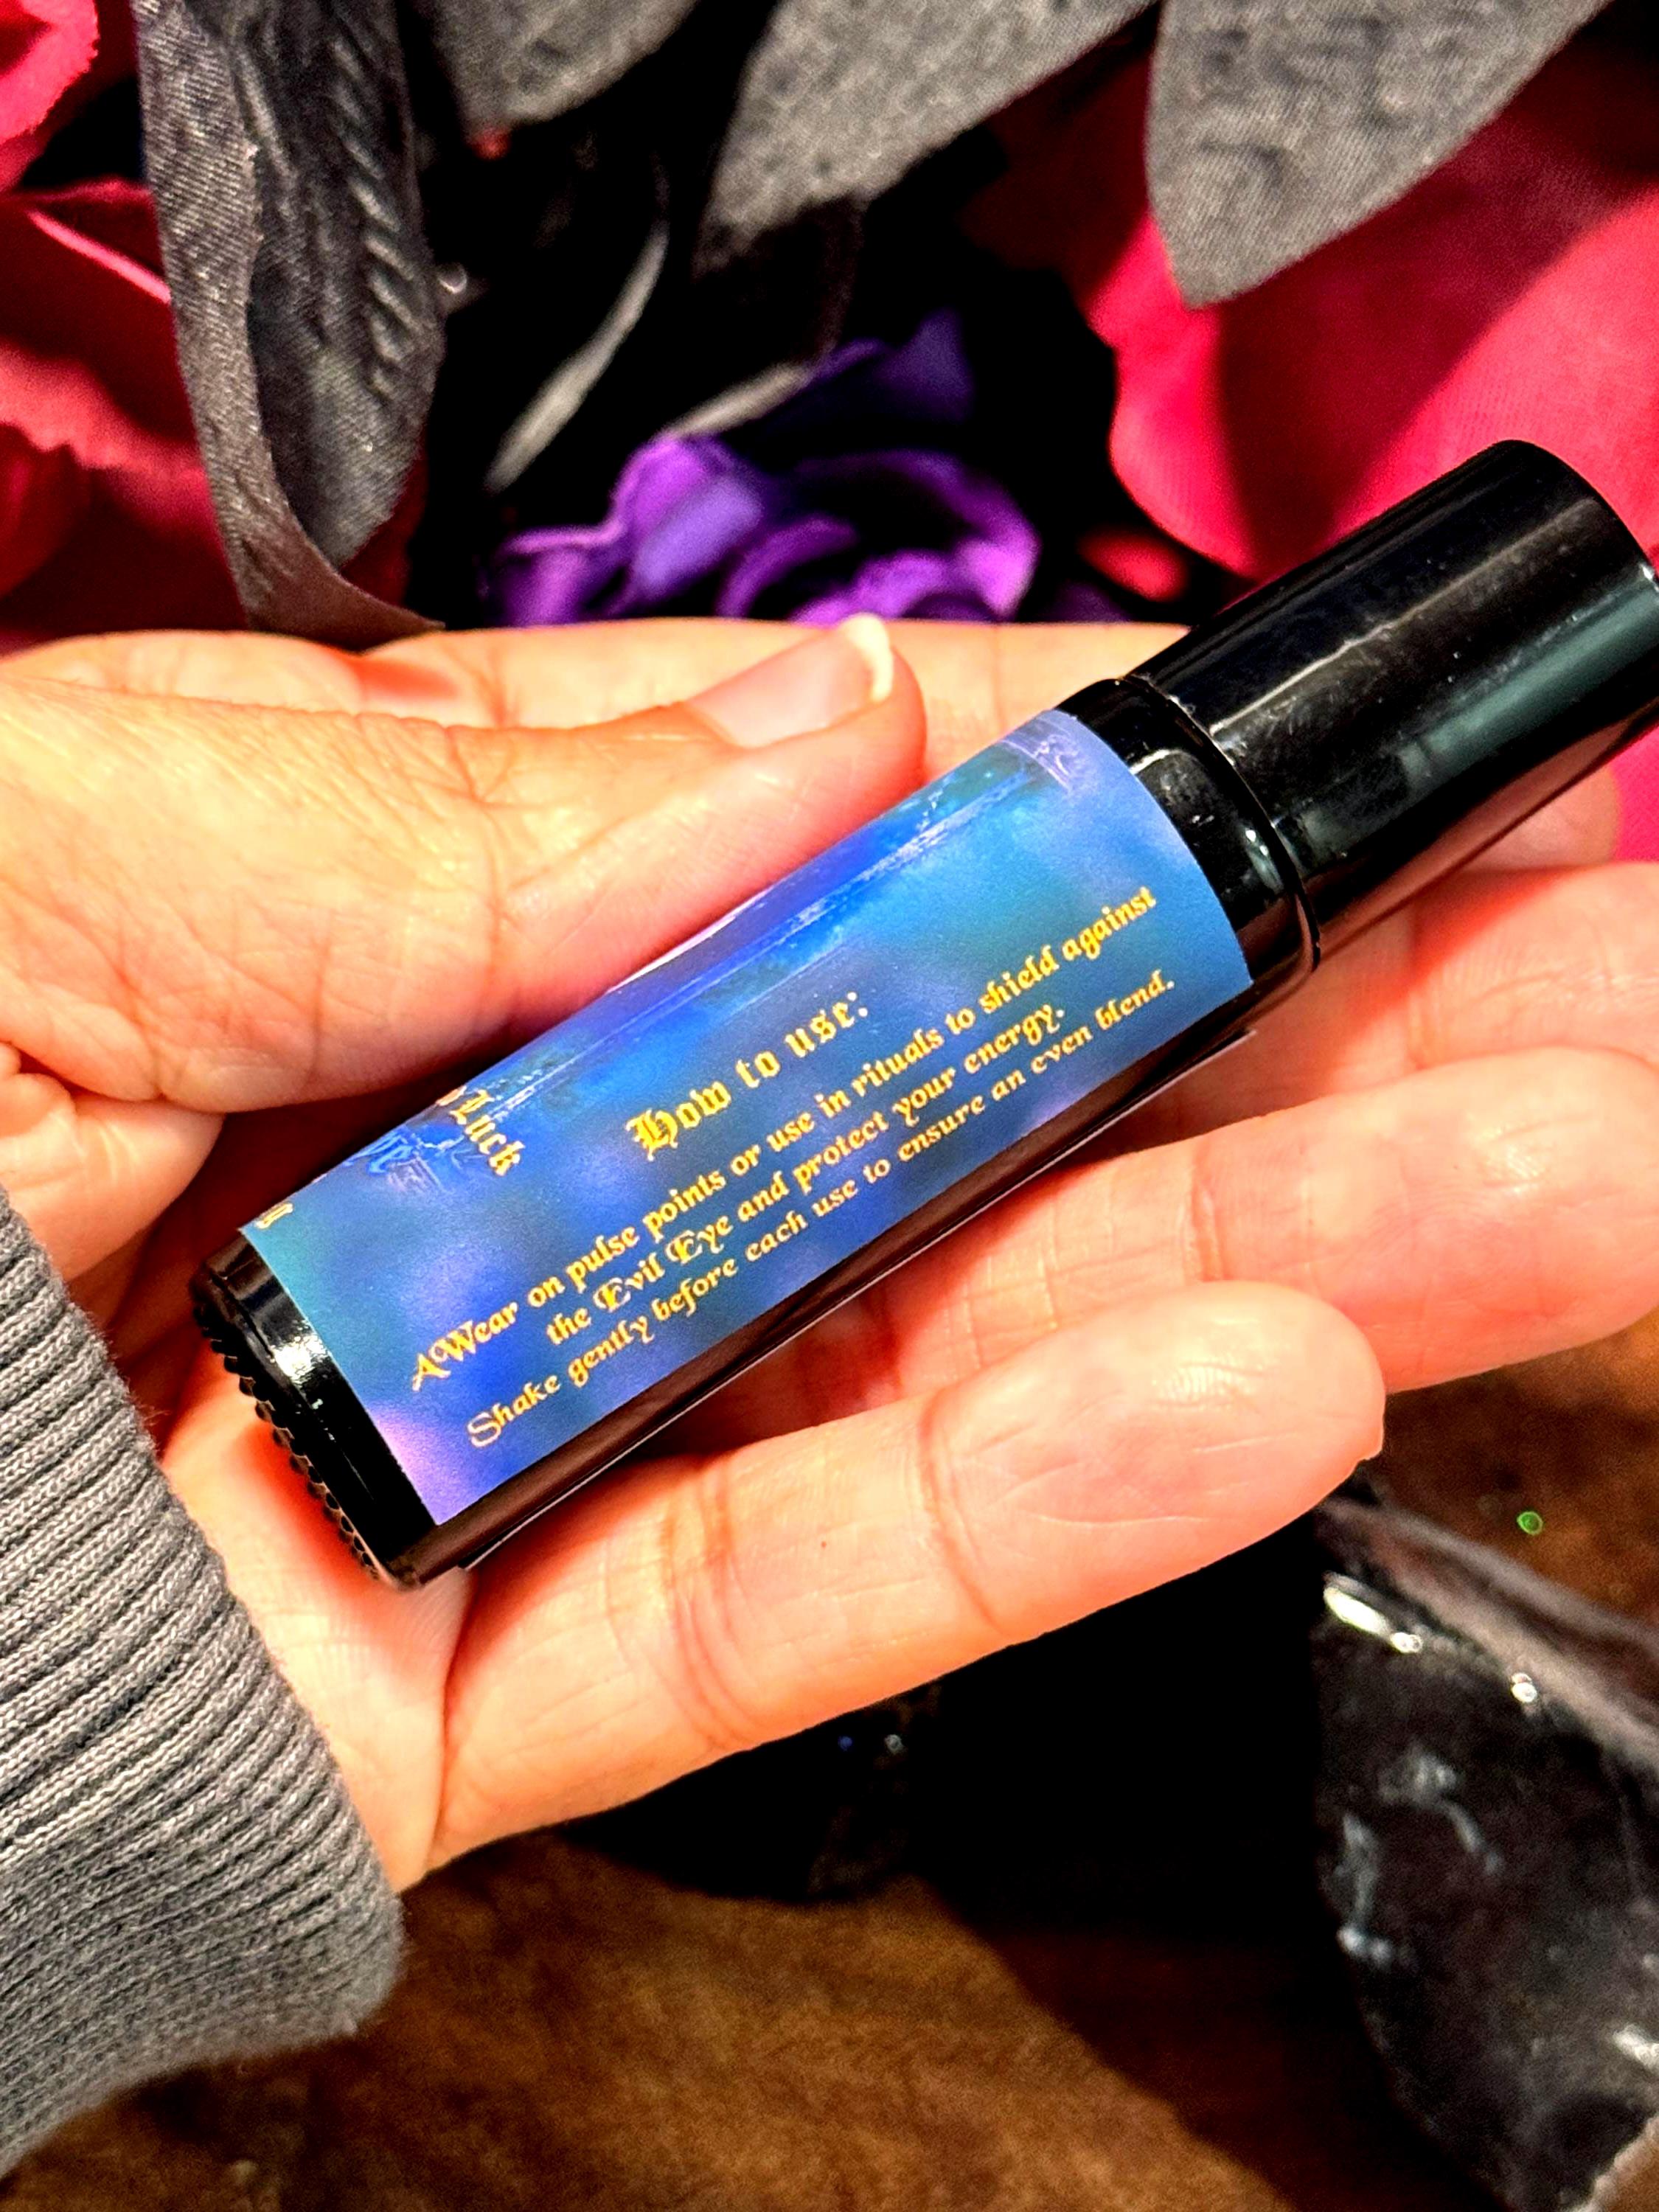 Luck
How to use:
AWear on pulse points or use in rituals to shield against
the Evil Eye and protect your energy.
Shake gently before each use to ensure an even blend.